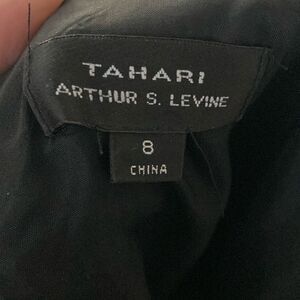 TAHARI
ARTHUR S. LEVINE
8
CHINA